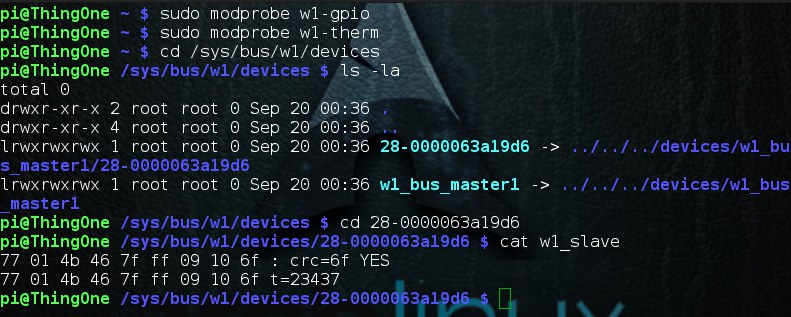 pi@ThingOne ~ $ sudo modprobe w1-gpio
pi@ThingOne ~ $ sudo modprobe w1-therm
pi@ThingOne ~ $ cd /sys/bus/w1/devices
pi@ThingOne /sys/bus/w1/devices $ ls -la
total 0
drwxr-xr-x 2 root root 0 Sep 20 00:36 .
drwxr-xr-x 4 root root 0 Sep 20 00:36 ..
lrwxrwxrwx 1 root root 0 Sep 20 00:36 28-0000063a19d6 -> ../../../devices/w1_bu
s_master1/28-0000063a19d6
lrwxrwxrwx 1 root root 0 Sep 20 00:36 w1_bus_master1 -> ../../../devices/w1_bus
_master1
pi@ThingOne /sys/bus/w1/devices $ cd 28-0000063a19d6
pi@ThingOne /sys/bus/w1/devices/28-0000063a19d6 $ cat w1_slave
77 01 4b 46 7f ff 09 10 6f : crc=6f YES
77 01 4b 46 7f ff 09 10 6f t=23437
pi@ThingOne /sys/bus/w1/devices/28-0000063a19d6 $
linux